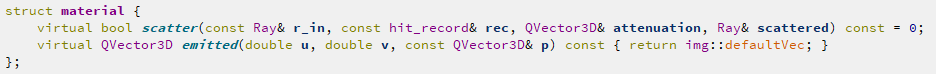 struct material {
    virtual bool scatter(const Ray& r_in, const hit_record& rec, QVector3D& attenuation, Ray& scattered) const = 0;
    virtual QVector3D emitted(double u, double v, const QVector3D& p) const { return img::defaultVec; }
};